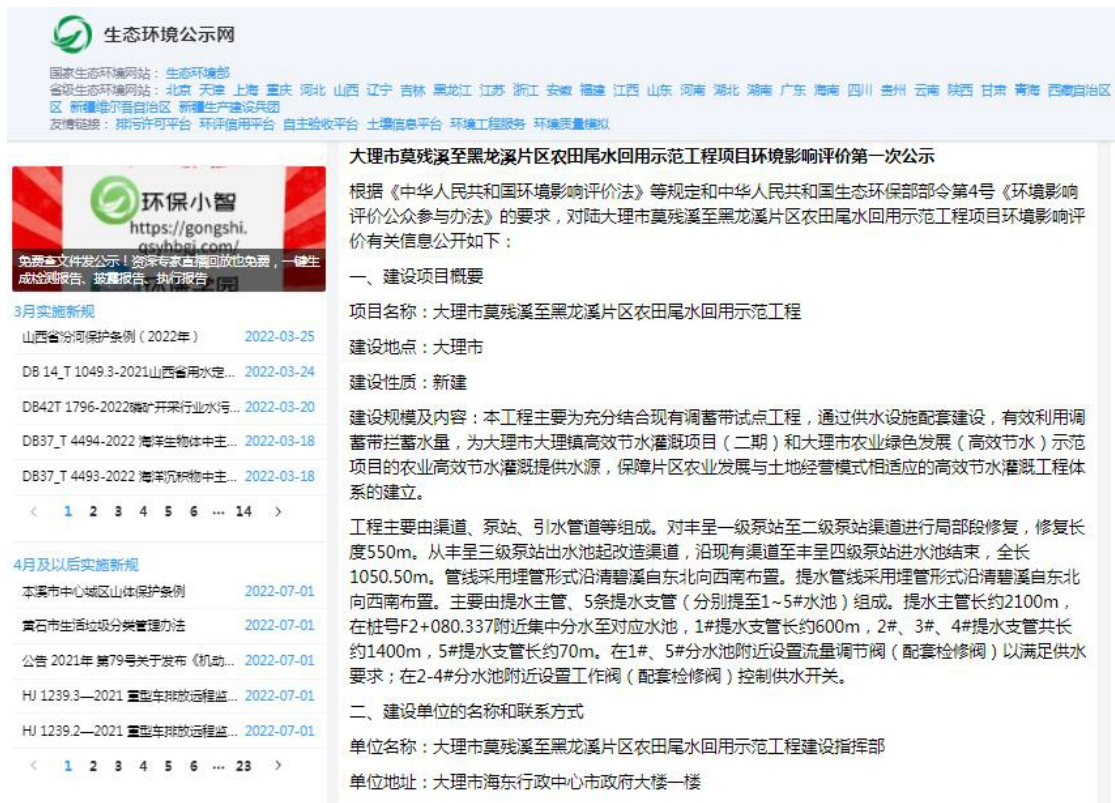 生态环境公示网
国家生态环境网站： 生态环境部
省级生态环境网站： 北京 天津 上海 重庆 河北 山西 辽宁 吉林 黑龙江 江苏 浙江 安徽 福建 江西 山东 河南 湖北 湖南 广东 海南 四川 贵州 云南 陕西 甘肃 青海 西藏自治区
区 新疆维尔吾自治区 新疆生产建设兵团
友情链接： 排污许可平台 环评信用平台 自主验收平台 土壤信息平台 环境工程服务 环境质量模拟
环保小智
https://gongshi.
qsyhbgj.com/
免费查文件发公示！资深专家直播回放也免费，一键生
成检测报告、披露报告、执行报告
3月实施新规
山西省汾河保护条例（2022年） 2022-03-25
DB 14_T 1049.3-2021山西省用水定... 2022-03-24
DB42T 1796-2022磷矿开采行业水污... 2022-03-20
DB37_T 4494-2022 海洋生物体中主... 2022-03-18
DB37_T 4493-2022 海洋沉积物中主... 2022-03-18
< 1 2 3 4 5 6 ... 14 >
4月及以后实施新规
本溪市中心城区山体保护条例 2022-07-01
黄石市生活垃圾分类管理办法 2022-07-01
公告 2021年 第79号关于发布《机动... 2022-07-01
HJ 1239.3—2021 重型车排放远程监... 2022-07-01
HJ 1239.2—2021 重型车排放远程监... 2022-07-01
< 1 2 3 4 5 6 ... 23 >
大理市莫残溪至黑龙溪片区农田尾水回用示范工程项目环境影响评价第一次公示
根据《中华人民共和国环境影响评价法》等规定和中华人民共和国生态环保部部令第4号《环境影响
评价公众参与办法》的要求，对陆大理市莫残溪至黑龙溪片区农田尾水回用示范工程项目环境影响评
价有关信息公开如下：
一、建设项目概要
项目名称：大理市莫残溪至黑龙溪片区农田尾水回用示范工程
建设地点：大理市
建设性质：新建
建设规模及内容：本工程主要为充分结合现有调蓄带试点工程，通过供水设施配套建设，有效利用调
蓄带拦蓄水量，为大理市大理镇高效节水灌溉项目（二期）和大理市农业绿色发展（高效节水）示范
项目的农业高效节水灌溉提供水源，保障片区农业发展与土地经营模式相适应的高效节水灌溉工程体
系的建立。
工程主要由渠道、泵站、引水管道等组成。对丰呈一级泵站至二级泵站渠道进行局部段修复，修复长
度550m。从丰呈三级泵站出水池起改造渠道，沿现有渠道至丰呈四级泵站进水池结束，全长
1050.50m。管线采用埋管形式沿清碧溪自东北向西南布置。提水管线采用埋管形式沿清碧溪自东北
向西南布置。主要由提水主管、5条提水支管（分别提至1~5#水池）组成。提水主管长约2100m，
在桩号F2+080.337附近集中分水至对应水池，1#提水支管长约600m，2#、3#、4#提水支管共长
约1400m，5#提水支管长约70m。在1#、5#分水池附近设置流量调节阀（配套检修阀）以满足供水
要求；在2-4#分水池附近设置工作阀（配套检修阀）控制供水开关。
二、建设单位的名称和联系方式
单位名称：大理市莫残溪至黑龙溪片区农田尾水回用示范工程建设指挥部
单位地址：大理市海东行政中心市政府大楼一楼